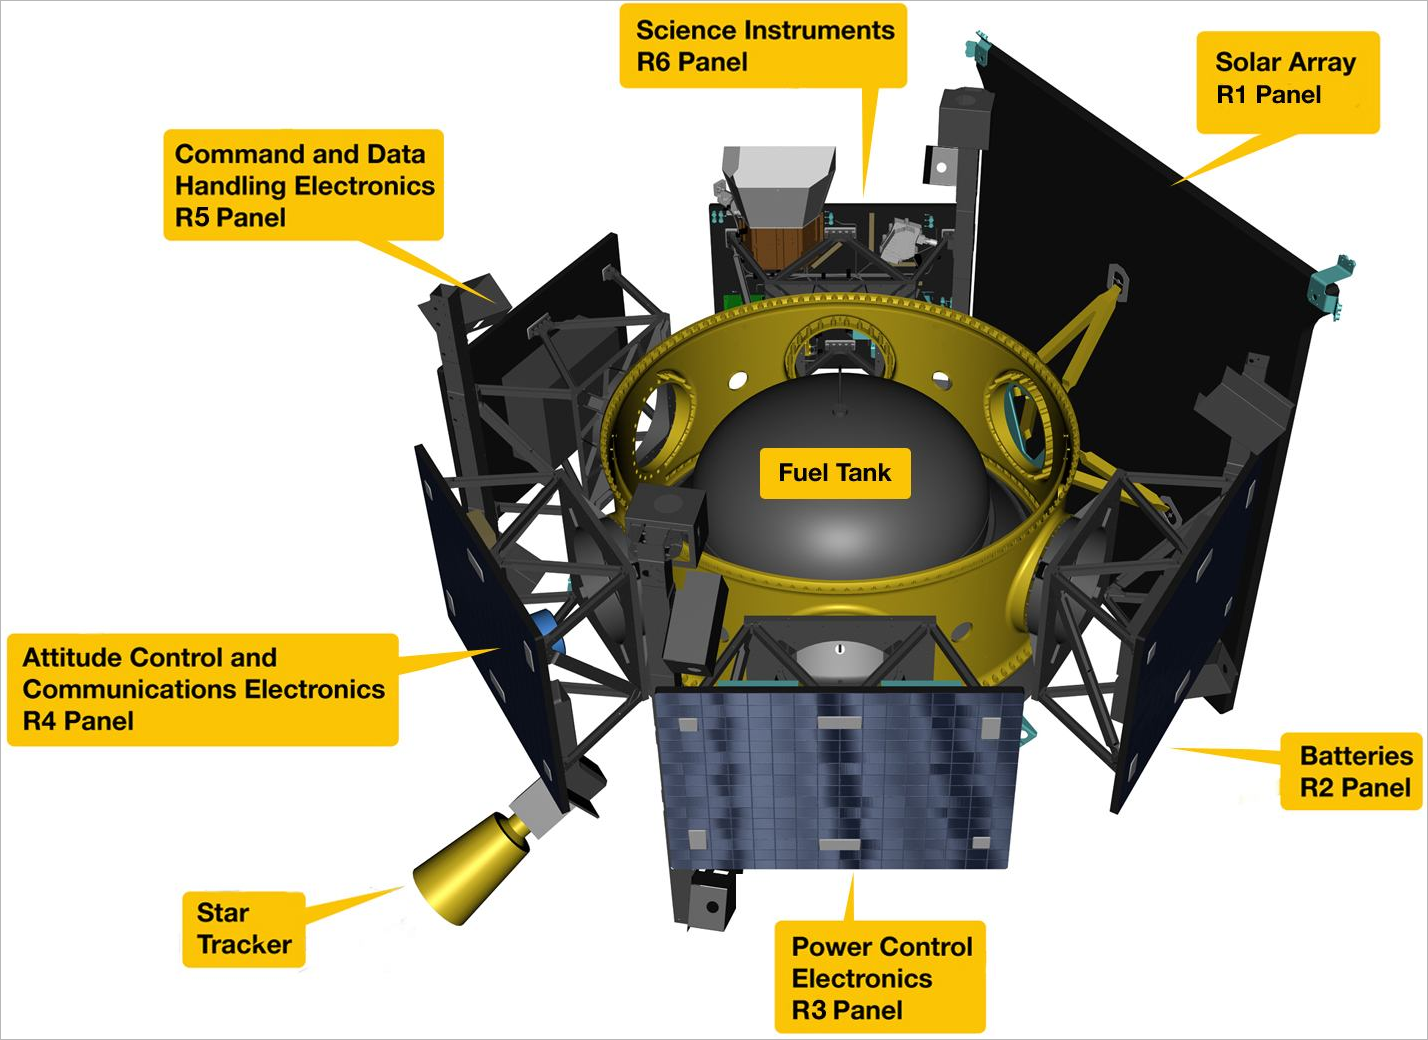 Science Instruments
R6 Panel
Solar Array
R1 Panel
Command and Data
Handling Electronics
R5 Panel
Fuel Tank
Attitude Control and
Communications Electronics
R4 Panel
Batteries
R2 Panel
Star
Tracker
Power Control
Electronics
R3 Panel